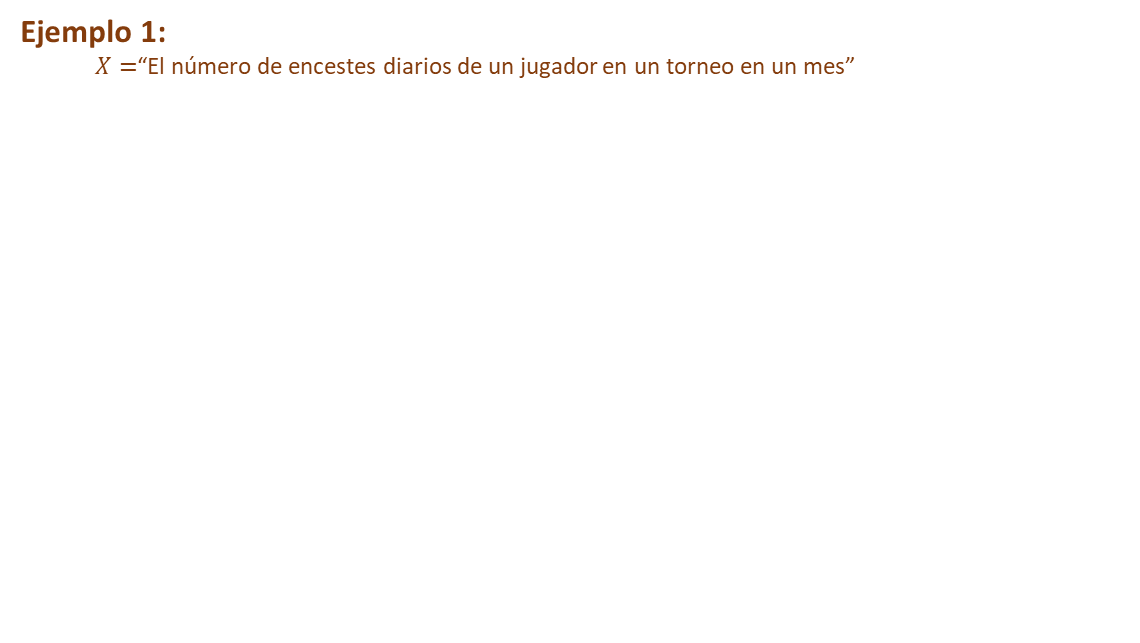 Ejemplo 1:
X =“El número de encestes diarios de un jugador en un torneo en un mes”